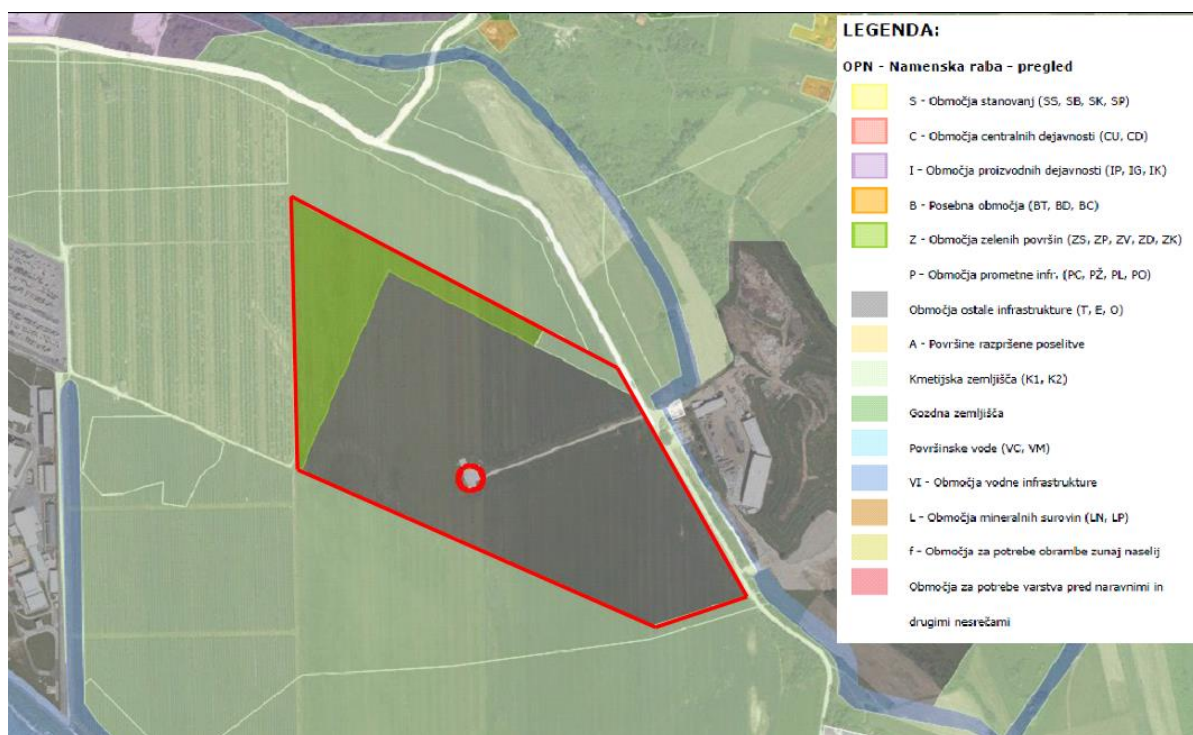 LEGENDA:
OPN - Namenska raba - pregled
S - Območja stanovanj (SS, SB, SK, SP)
C - Območja centralnih dejavnosti (CU, CD)
I - Območja proizvodnih dejavnosti (IP, IG, IK)
B - Posebna območja (BT, BD, BC)
Z - Območja zelenih površin (ZS, ZP, ZV, ZD, ZK)
P - Območja prometne infr. (PC, PŽ, PL, PO)
Območja ostale infrastrukture (T, E, O)
A - Površine razpršene poselitve
Kmetijska zemljišča (K1, K2)
Gozdna zemljišča
Površinske vode (VC, VM)
VI - Območja vodne infrastrukture
L - Območja mineralnih surovin (LN, LP)
f - Območja za potrebe obrambe zunaj naselij
Območja za potrebe varstva pred naravnimi in
drugimi nesrečami